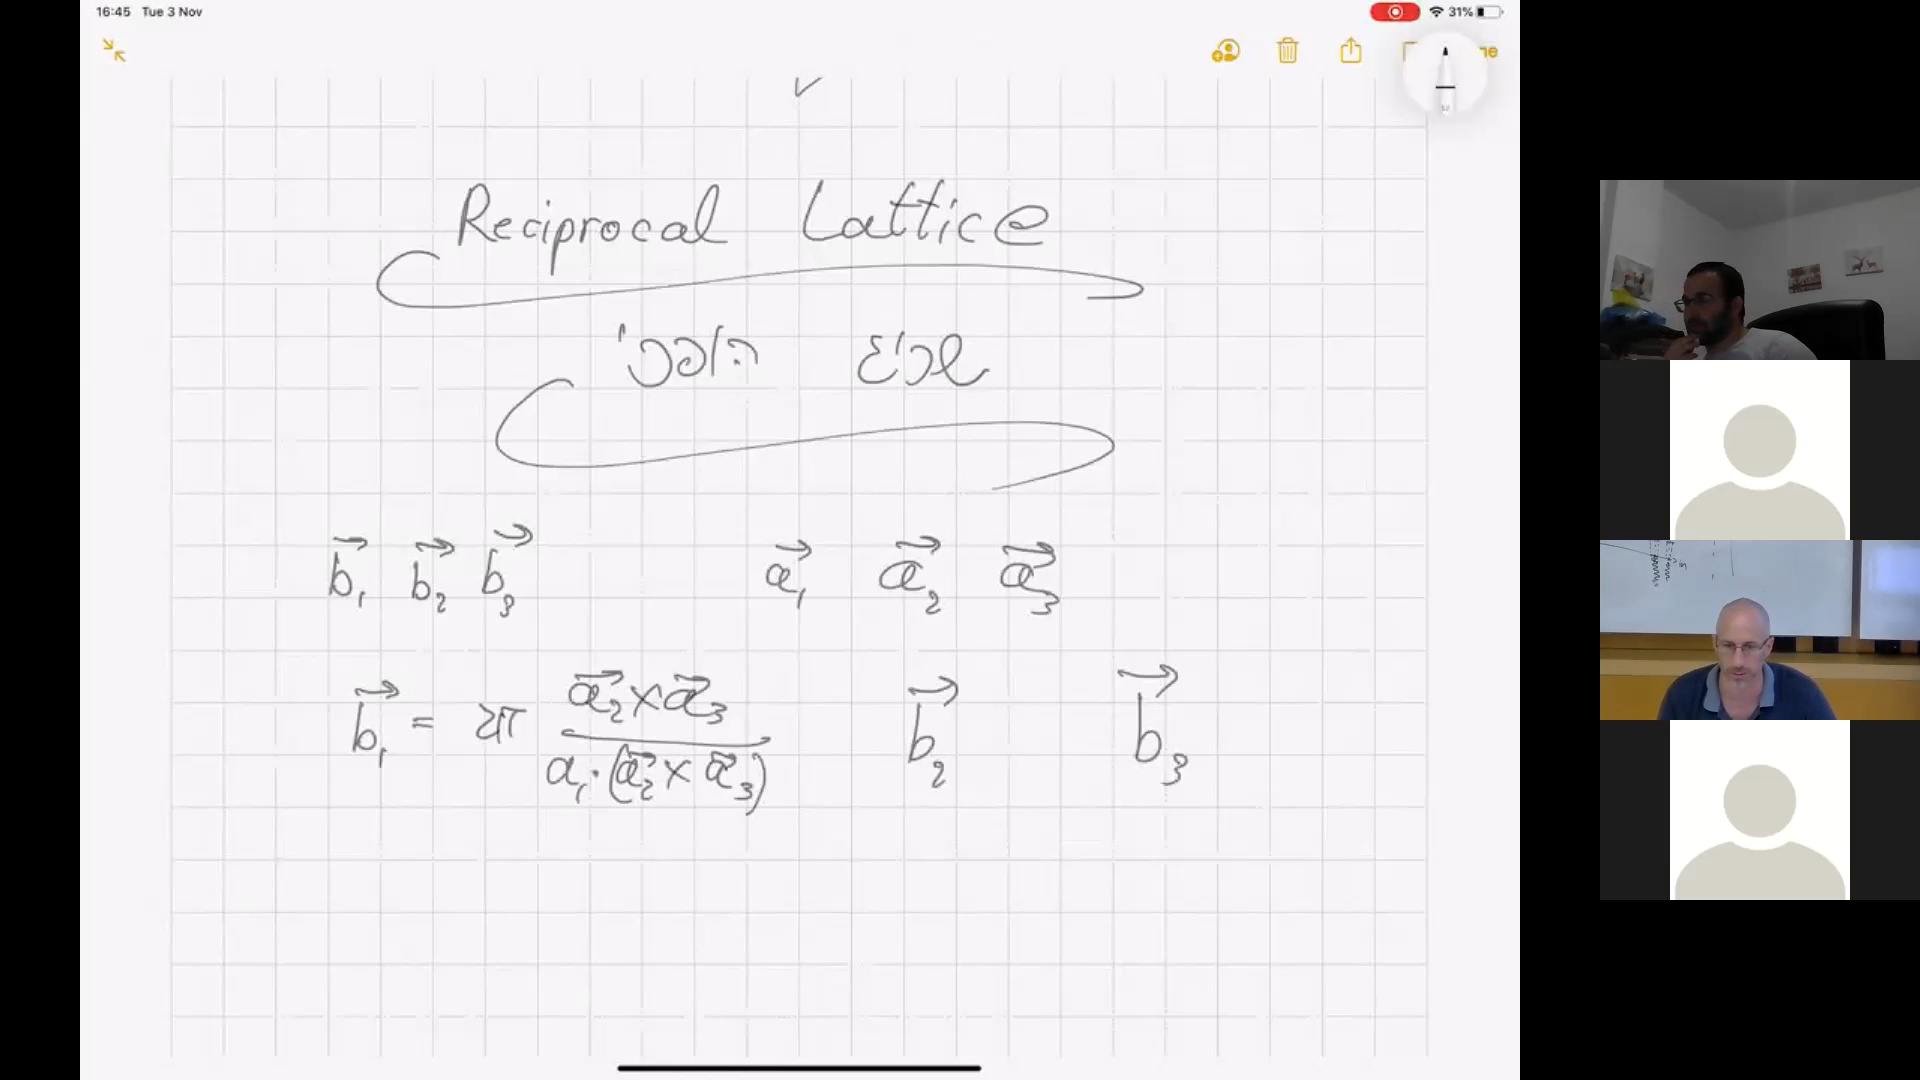 16:45 Tue 3 Nov 31%
Reciprocal Lattice
שריג הופכי
b⃗₁ b⃗₂ b⃗₃ a⃗₁ a⃗₂ a⃗₃
b⃗₁ = 2π (a⃗₂ × a⃗₃) / (a₁ · (a⃗₂ × a⃗₃)) b⃗₂ b⃗₃